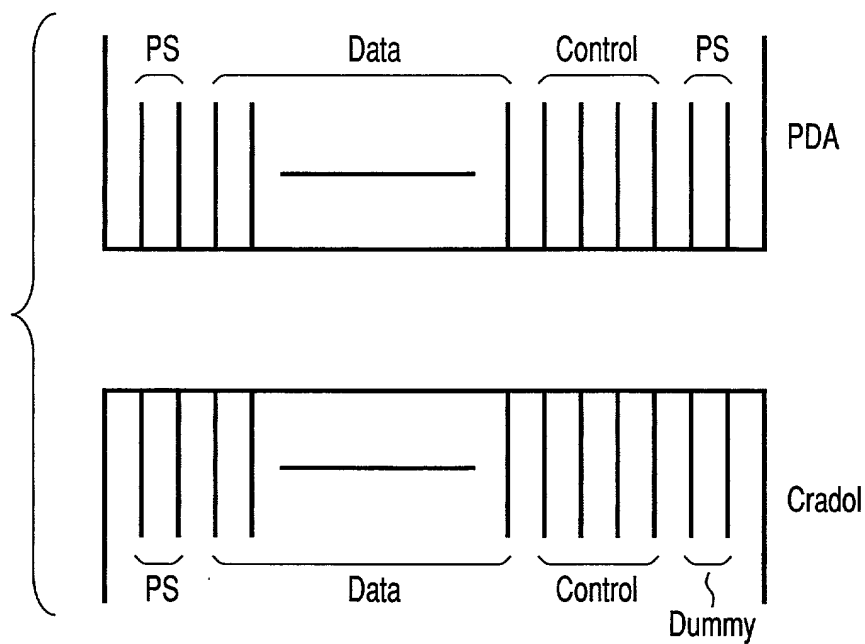 PS Data Control PS
PDA
Cradol
PS Data Control
Dummy